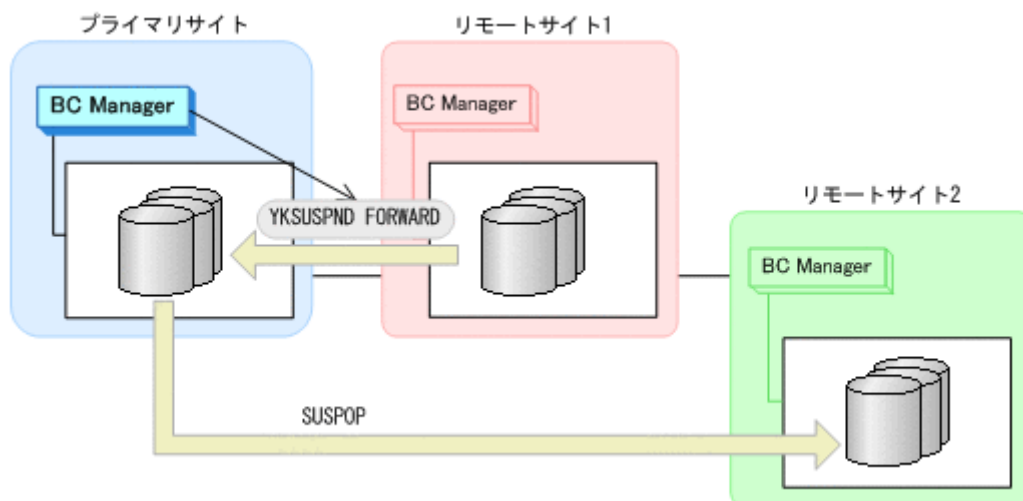 プライマリサイト
リモートサイト1
BC Manager
BC Manager
リモートサイト2
YKSUSPND FORWARD
BC Manager
SUSPOP